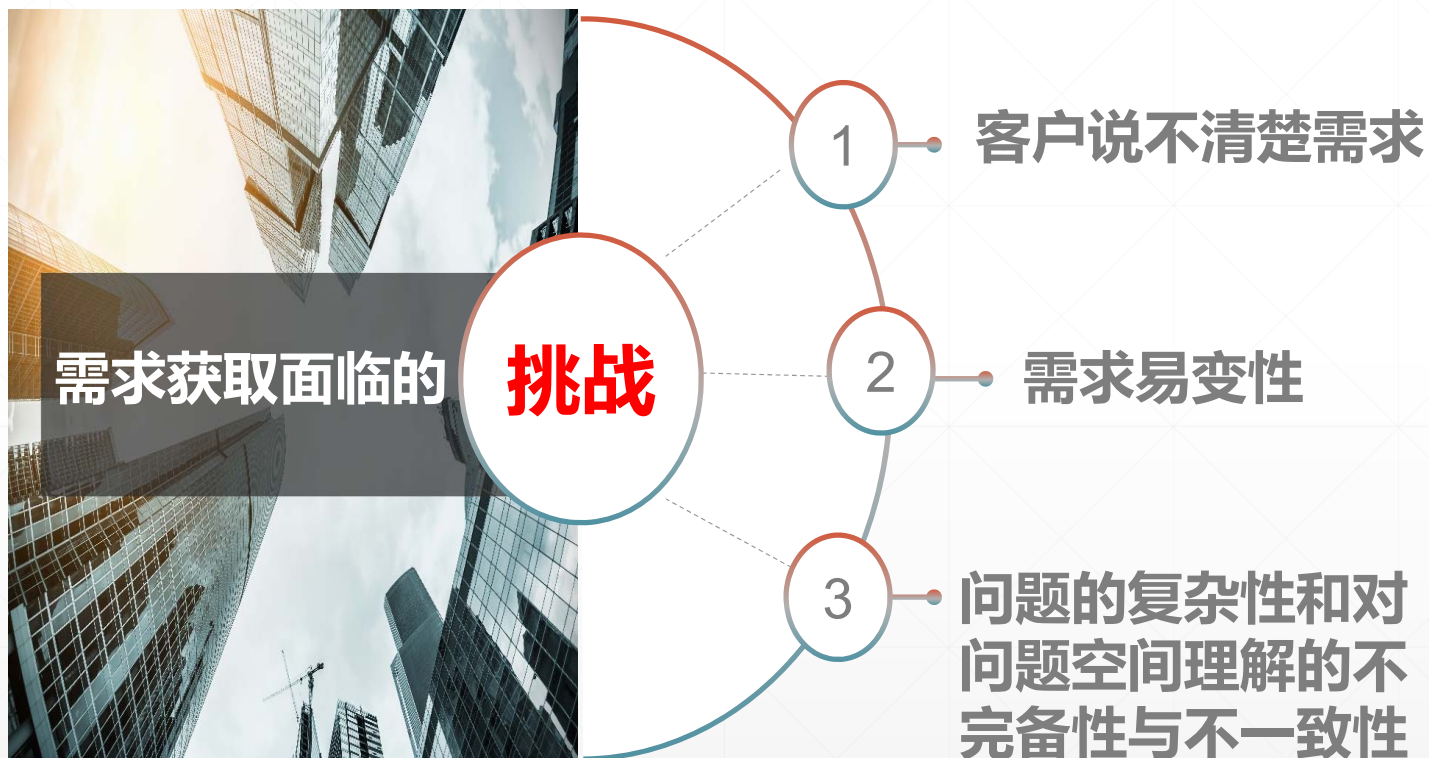 需求获取面临的
挑战
1
客户说不清楚需求
2
需求易变性
3
问题的复杂性和对
问题空间理解的不
完备性与不一致性